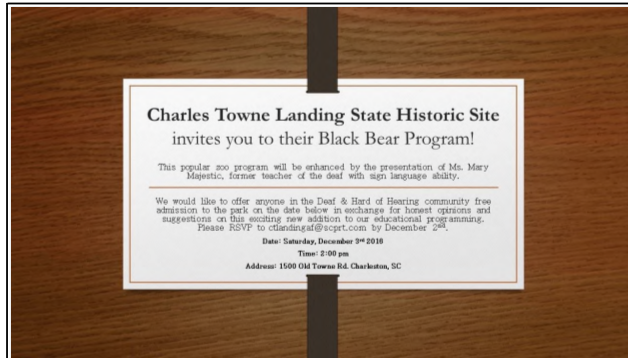 Charles Towne Landing State Historic Site
invites you to their Black Bear Program!
This popular zoo program will be enhanced by the presentation of Ms. Mary
Majestic, former teacher of the deaf with sign language ability.
We would like to offer anyone in the Deaf & Hard of Hearing community free
admission to the park on the date below in exchange for honest opinions and
suggestions on this exciting new addition to our educational programming.
Please RSVP to ctlandingaf@scprt.com by December 2ⁿᵈ.
Date: Saturday, December 3ʳᵈ 2016
Time: 2:00 pm
Address: 1500 Old Towne Rd. Charleston, SC